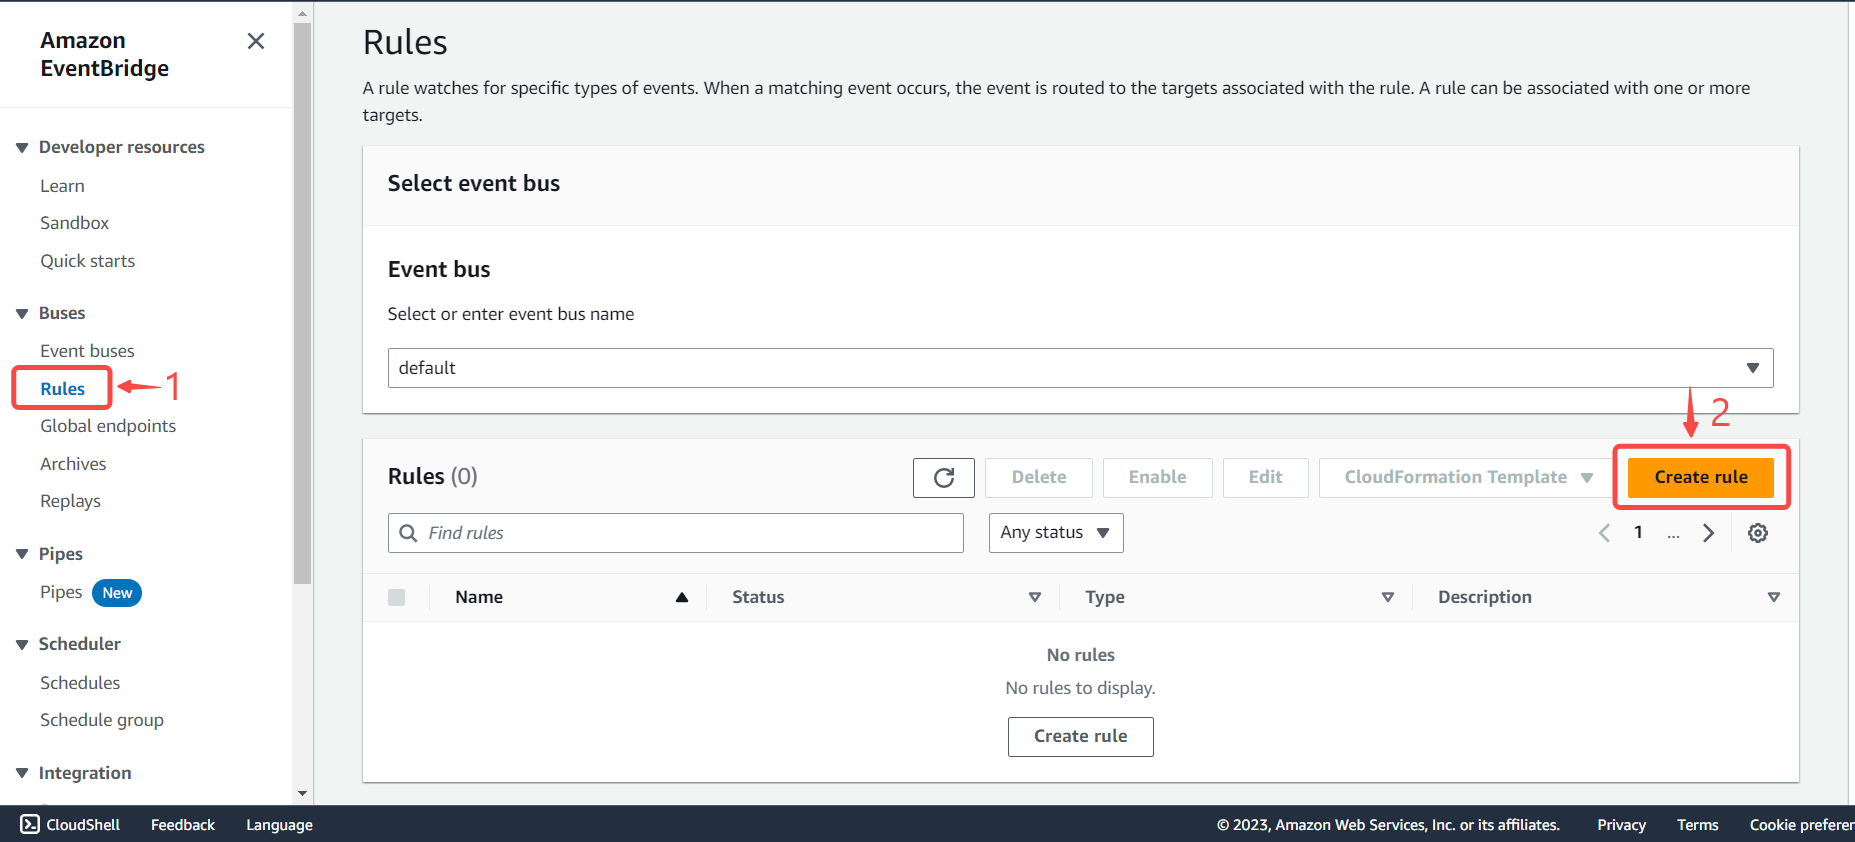 Amazon
EventBridge
Developer resources
Learn
Sandbox
Quick starts
Buses
Event buses
Rules
1
Global endpoints
Archives
Replays
Pipes
Pipes New
Scheduler
Schedules
Schedule group
Integration
Rules
A rule watches for specific types of events. When a matching event occurs, the event is routed to the targets associated with the rule. A rule can be associated with one or more
targets.
Select event bus
Event bus
Select or enter event bus name
default
2
Rules (0)
Delete
Enable
Edit
CloudFormation Template
Create rule
Find rules
Any status
1
...
Name
Status
Type
Description
No rules
No rules to display.
Create rule
CloudShell
Feedback
Language
© 2023, Amazon Web Services, Inc. or its affiliates.
Privacy
Terms
Cookie preferer